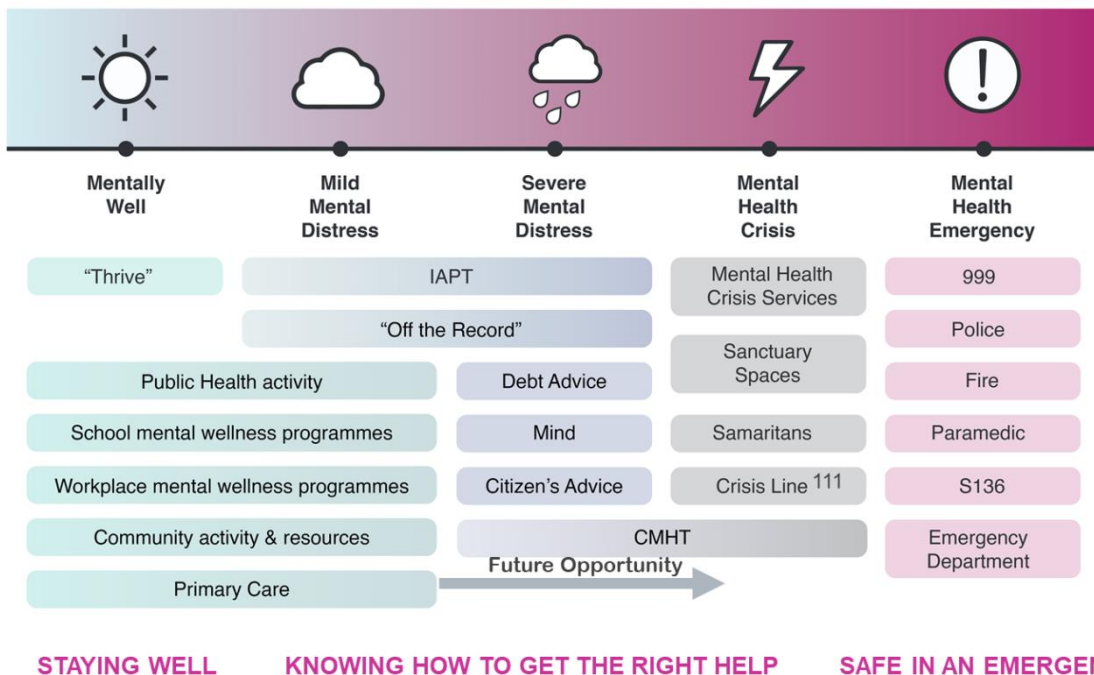 Mentally
Well
Mild
Mental
Distress
Severe
Mental
Distress
Mental
Health
Crisis
Mental
Health
Emergency
“Thrive”
IAPT
Mental Health
Crisis Services
999
“Off the Record”
Police
Sanctuary
Spaces
Public Health activity
Debt Advice
Fire
School mental wellness programmes
Mind
Samaritans
Paramedic
Workplace mental wellness programmes
Citizen’s Advice
Crisis Line 111
S136
Community activity & resources
CMHT
Emergency
Department
Future Opportunity
Primary Care
STAYING WELL
KNOWING HOW TO GET THE RIGHT HELP
SAFE IN AN EMERGEN